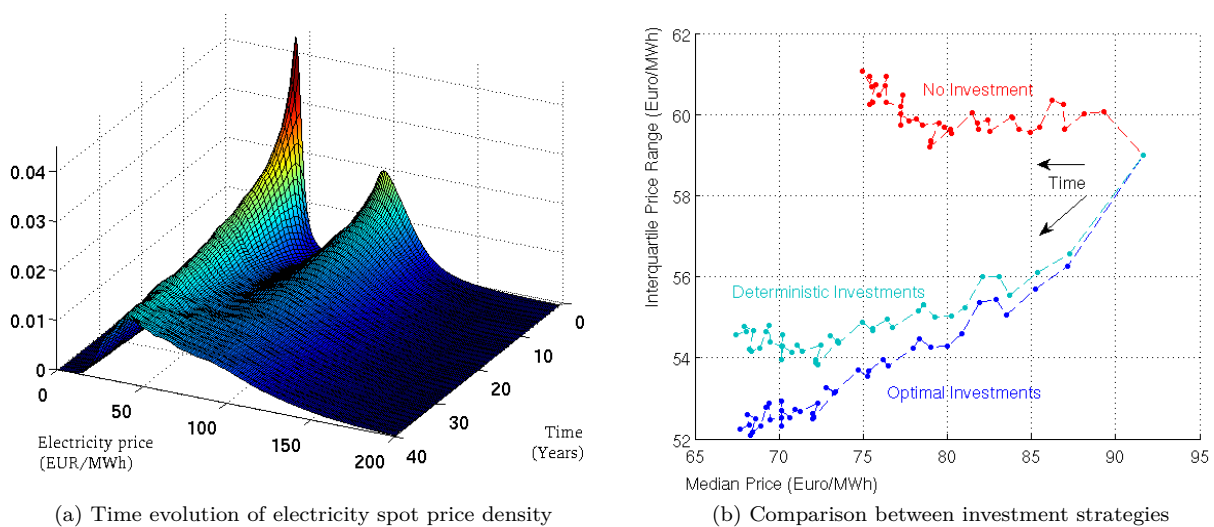 0.04
0.03
0.02
0.01
0
0
50
100
150
200
0
10
20
30
40
Electricity price
(EUR/MWh)
Time
(Years)
(a) Time evolution of electricity spot price density
Interquartile Price Range (Euro/MWh)
62
60
58
56
54
52
65
70
75
80
85
90
95
Median Price (Euro/MWh)
No Investment
Time
Deterministic Investments
Optimal Investments
(b) Comparison between investment strategies